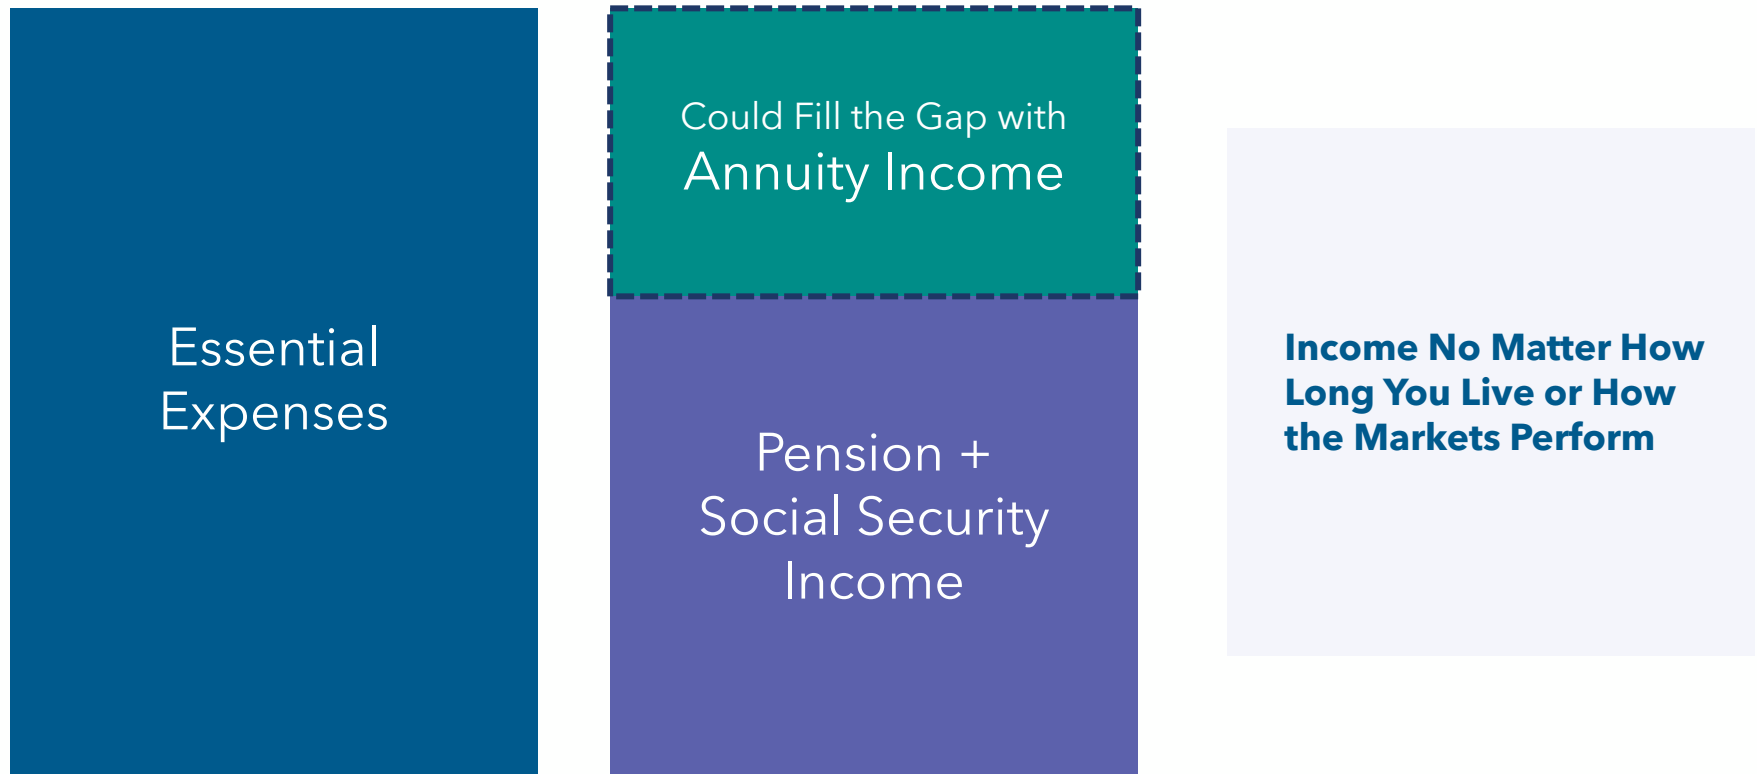 Essential
Expenses
Could Fill the Gap with
Annuity Income
Pension +
Social Security
Income
Income No Matter How
Long You Live or How
the Markets Perform